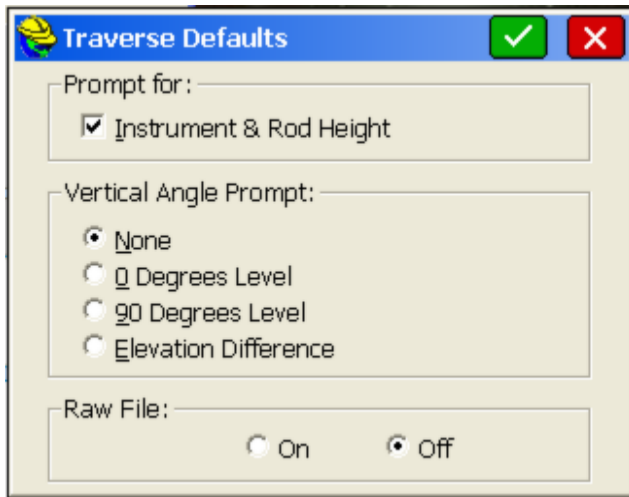 Traverse Defaults
Prompt for:
Instrument & Rod Height
Vertical Angle Prompt:
None
0 Degrees Level
90 Degrees Level
Elevation Difference
Raw File:
On Off